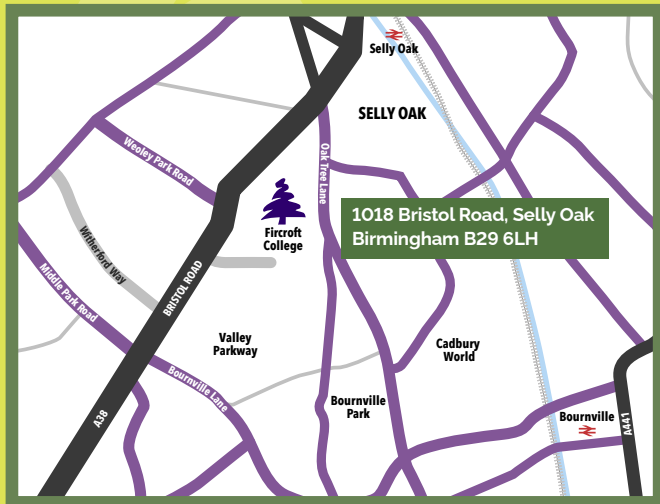 Selly Oak
SELLY OAK
Weoley Park Road
Oak Tree Lane
1018 Bristol Road, Selly Oak
Birmingham B29 6LH
Fircroft
College
Witherford Way
Middle Park Road
BRISTOL ROAD
Valley
Parkway
Cadbury
World
Bournville Lane
Bournville
Park
Bournville
A38
A441